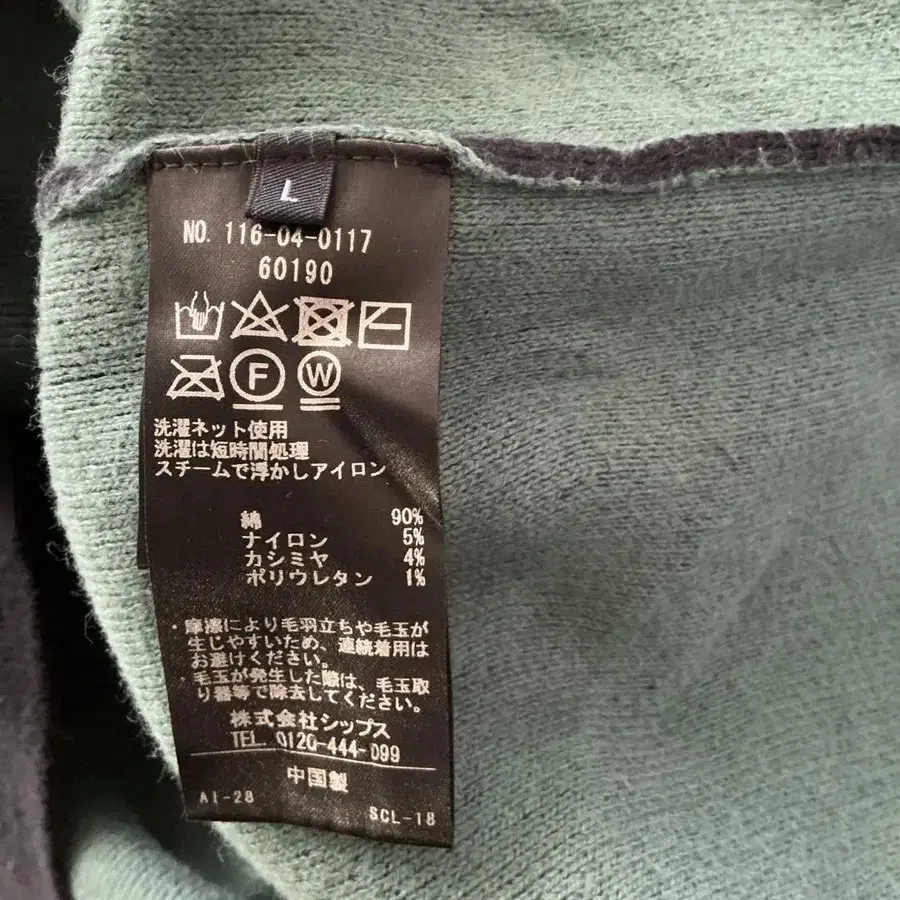 L
NO. 116-04-0117
60190
F W
洗濯ネット使用
洗濯は短時間処理
スチームで浮かしアイロン
綿 90%
ナイロン 5%
カシミヤ 4%
ポリウレタン 1%
・摩擦により毛羽立ちや毛玉が
生じやすいため、連続着用は
お避けください。
・毛玉が発生した際は、毛玉取
り器等で除去してください。
株式会社シップス
TEL. 0120-444-099
中国製
AI-28
SCL-18